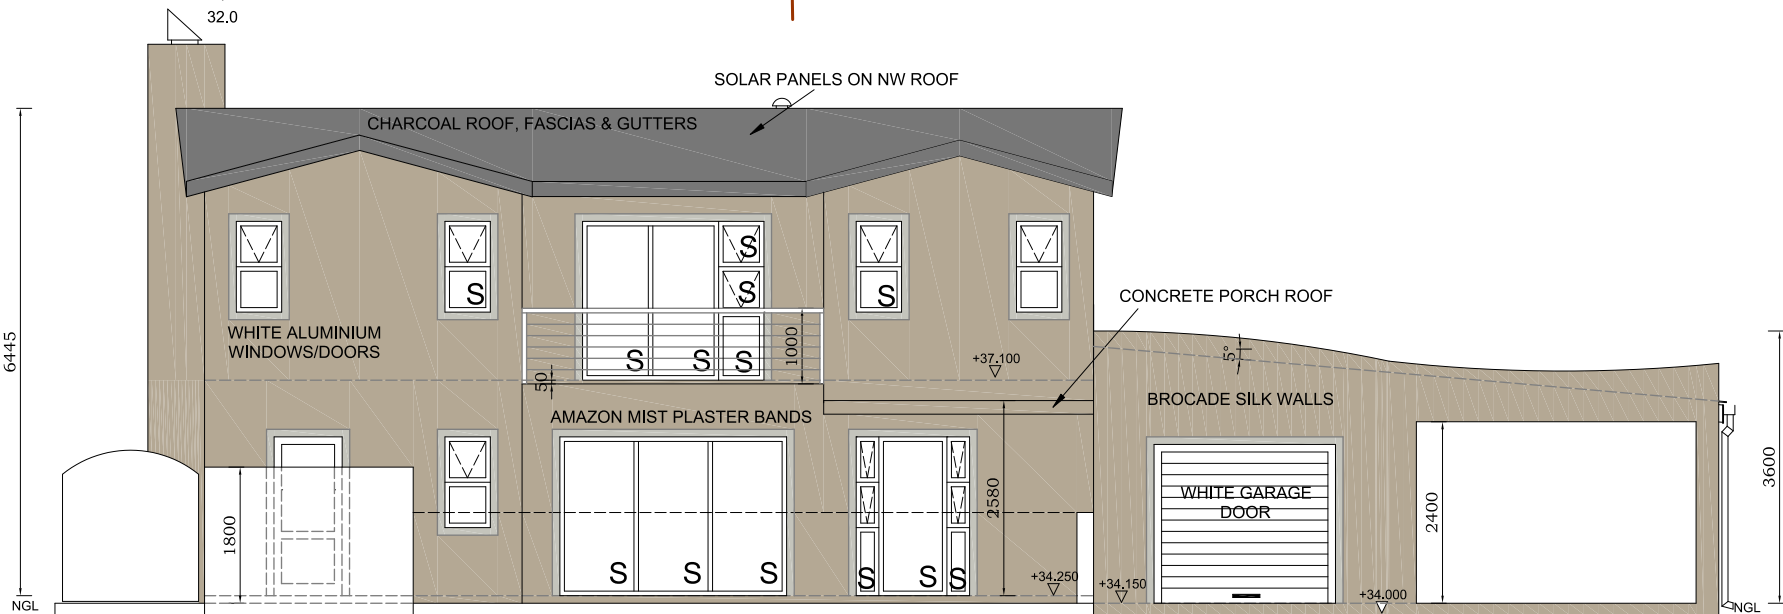 32.0
SOLAR PANELS ON NW ROOF
CHARCOAL ROOF, FASCIAS & GUTTERS
S
S
S
S
CONCRETE PORCH ROOF
WHITE ALUMINIUM
WINDOWS/DOORS
6445
1000
S
S
S
5°
+37.100
50
AMAZON MIST PLASTER BANDS
BROCADE SILK WALLS
3600
1800
2580
WHITE GARAGE
DOOR
2400
S
S
S
S
S
S
+34.250
+34.150
+34.000
NGL
NGL